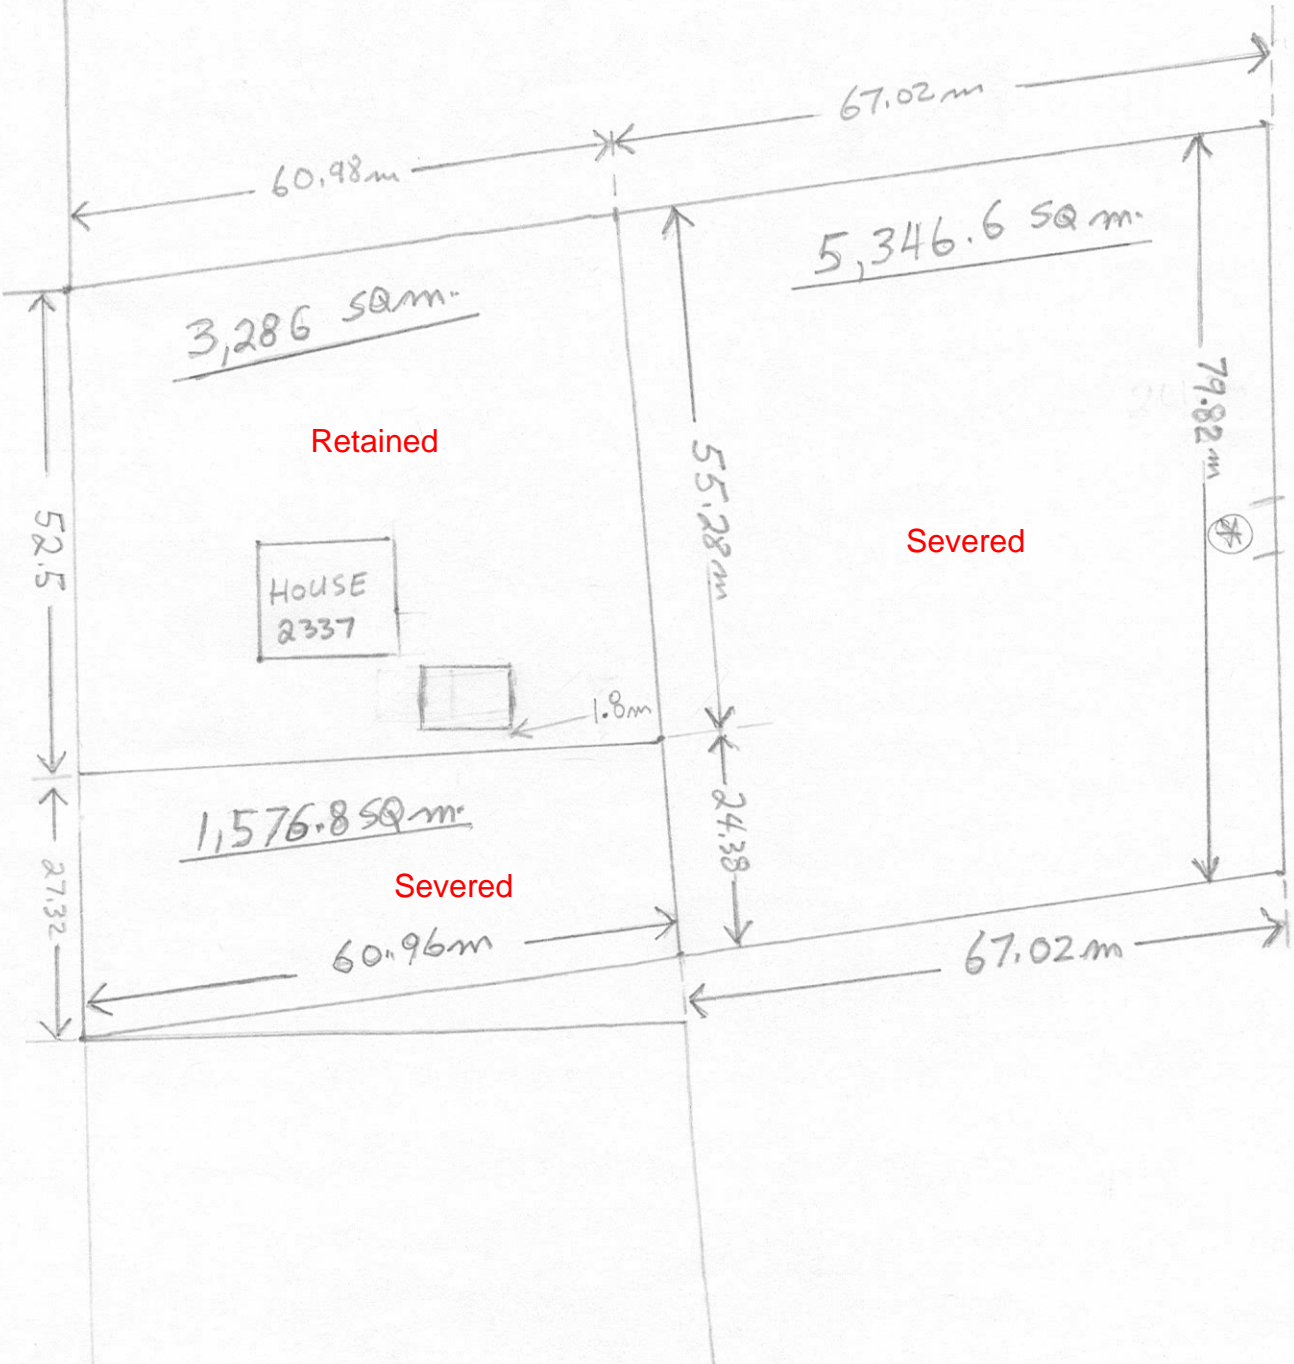 67.02m
60.98m
5,346.6 SQ m.
3,286 SQ m.
Retained
79.82m
55.28m
52.5
Severed
HOUSE
2337
1.8m
1,576.8 SQ m.
24.38
Severed
27.32
60.96m
67.02m